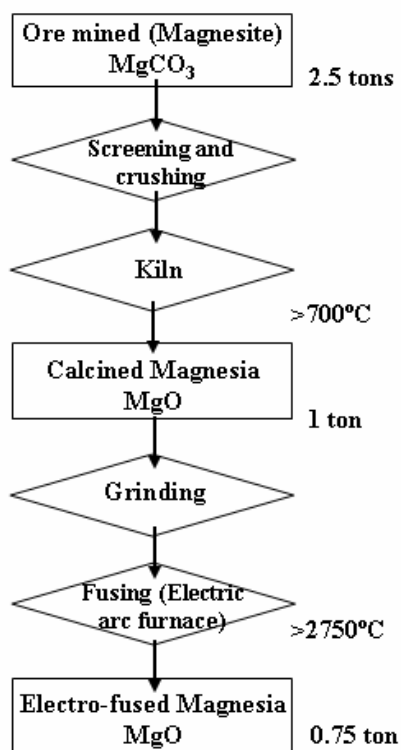 Ore mined (Magnesite)
MgCO₃
2.5 tons
Screening and
crushing
Kiln
>700ºC
Calcined Magnesia
MgO
1 ton
Grinding
Fusing (Electric
arc furnace)
>2750ºC
Electro-fused Magnesia
MgO
0.75 ton